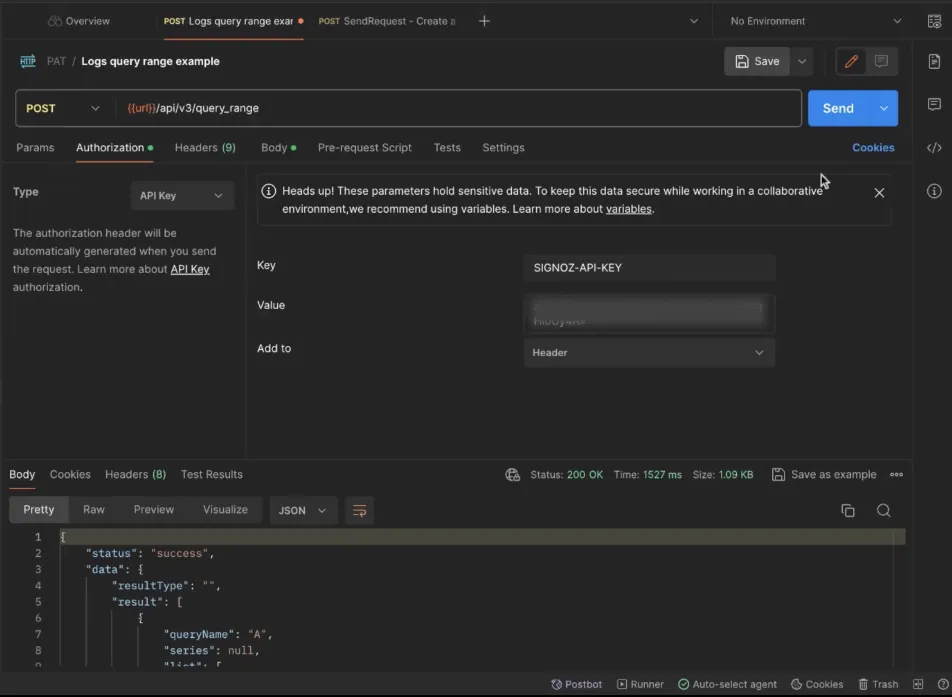 Overview
POST Logs query range exar
POST SendRequest - Create a
No Environment
HTTP PAT / Logs query range example
Save
POST {{url}}/api/v3/query_range
Send
Params Authorization Headers (9) Body Pre-request Script Tests Settings Cookies
Type API Key
The authorization header will be
automatically generated when you send
the request. Learn more about API Key
authorization.
Heads up! These parameters hold sensitive data. To keep this data secure while working in a collaborative
environment,we recommend using variables. Learn more about variables.
Key SIGNOZ-API-KEY
Value
Add to Header
Body Cookies Headers (8) Test Results Status: 200 OK Time: 1527 ms Size: 1.09 KB Save as example
Pretty Raw Preview Visualize JSON
1 {
2 "status": "success",
3 "data": {
4 "resultType": "",
5 "result": [
6 {
7 "queryName": "A",
8 "series": null,
9 "list": [
Postbot Runner Auto-select agent Cookies Trash